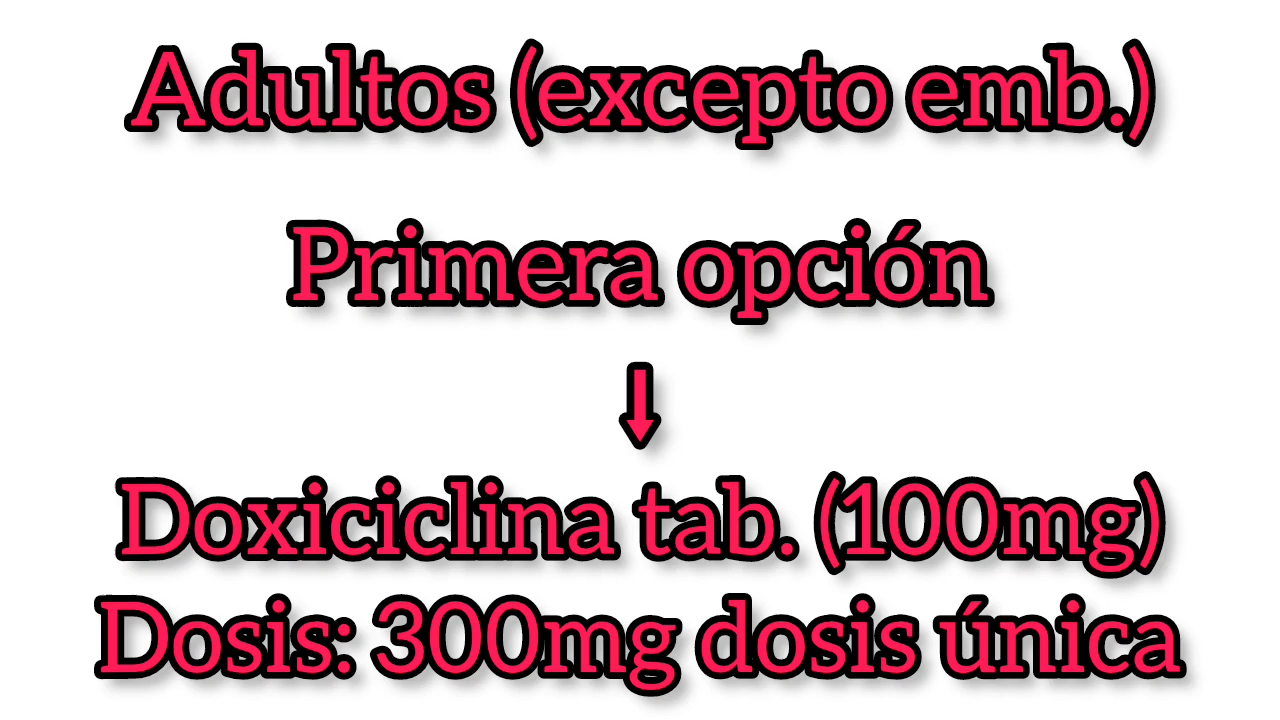 Adultos (excepto emb.)
Primera opción
⬇
Doxiciclina tab. (100mg)
Dosis: 300mg dosis única